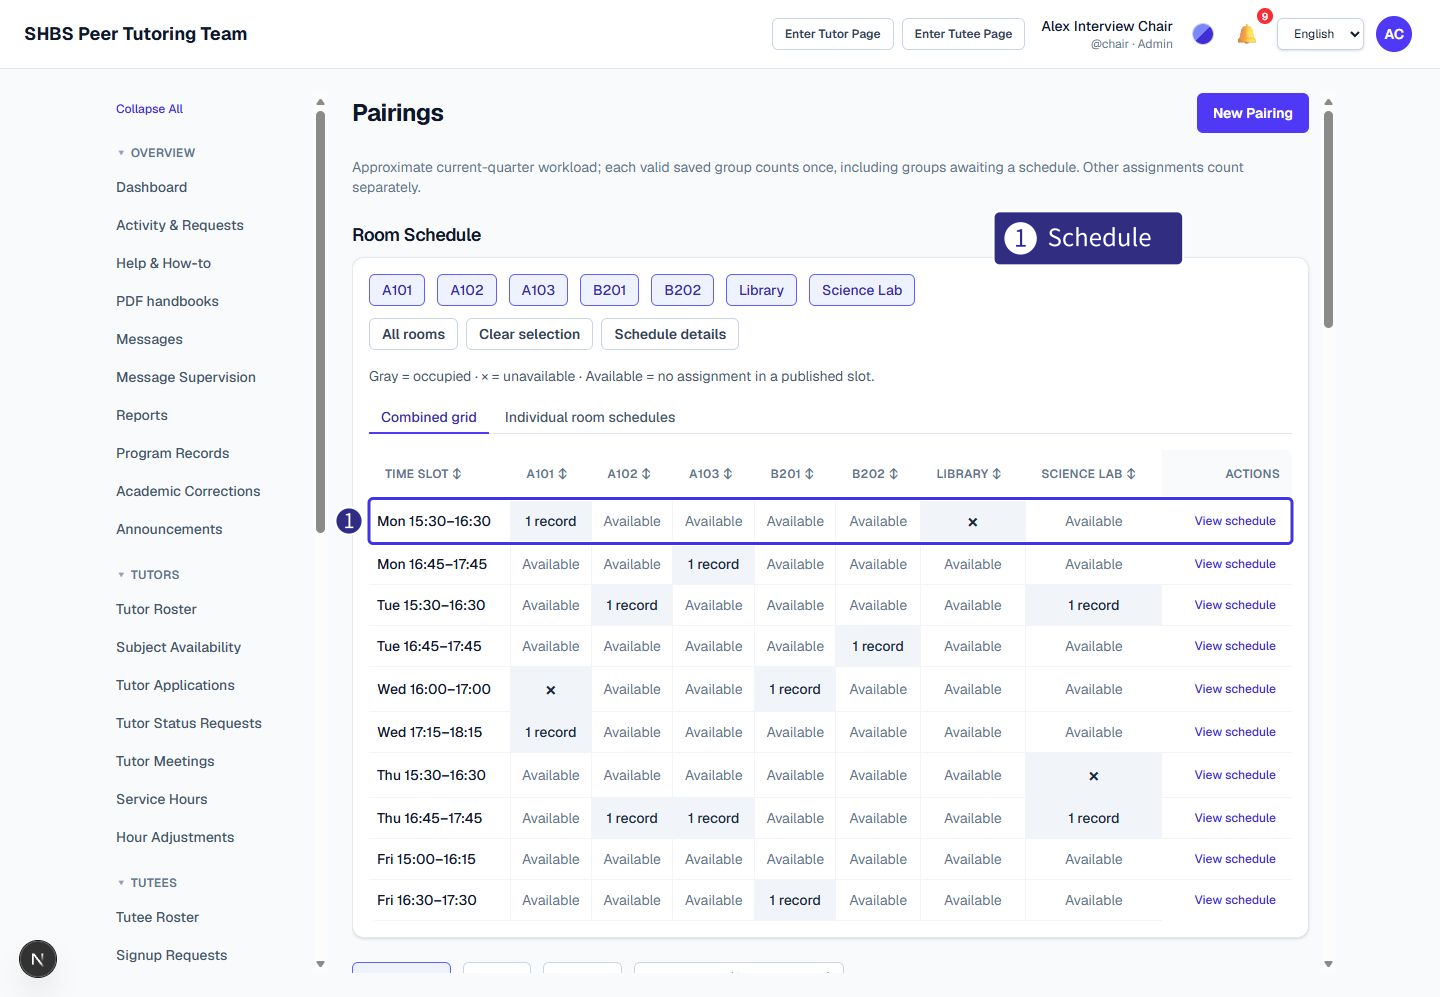 SHBS Peer Tutoring Team
Enter Tutor Page
Enter Tutee Page
Alex Interview Chair
@chair · Admin
9
English
AC
Collapse All
OVERVIEW
Dashboard
Activity & Requests
Help & How-to
PDF handbooks
Messages
Message Supervision
Reports
Program Records
Academic Corrections
Announcements
TUTORS
Tutor Roster
Subject Availability
Tutor Applications
Tutor Status Requests
Tutor Meetings
Service Hours
Hour Adjustments
TUTEES
Tutee Roster
Signup Requests
N
Pairings
New Pairing
Approximate current-quarter workload; each valid saved group counts once, including groups awaiting a schedule. Other assignments count
separately.
1 Schedule
Room Schedule
A101 A102 A103 B201 B202 Library Science Lab
All rooms Clear selection Schedule details
Gray = occupied · × = unavailable · Available = no assignment in a published slot.
Combined grid Individual room schedules
TIME SLOT A101 A102 A103 B201 B202 LIBRARY SCIENCE LAB ACTIONS
1 Mon 15:30–16:30 1 record Available Available Available Available × Available View schedule
Mon 16:45–17:45 Available Available 1 record Available Available Available Available View schedule
Tue 15:30–16:30 Available 1 record Available Available Available Available 1 record View schedule
Tue 16:45–17:45 Available Available Available Available 1 record Available Available View schedule
Wed 16:00–17:00 × Available Available 1 record Available Available Available View schedule
Wed 17:15–18:15 1 record Available Available Available Available Available Available View schedule
Thu 15:30–16:30 Available Available Available Available Available Available × View schedule
Thu 16:45–17:45 Available 1 record 1 record Available Available Available 1 record View schedule
Fri 15:00–16:15 Available Available Available Available Available Available Available View schedule
Fri 16:30–17:30 Available Available Available 1 record Available Available Available View schedule